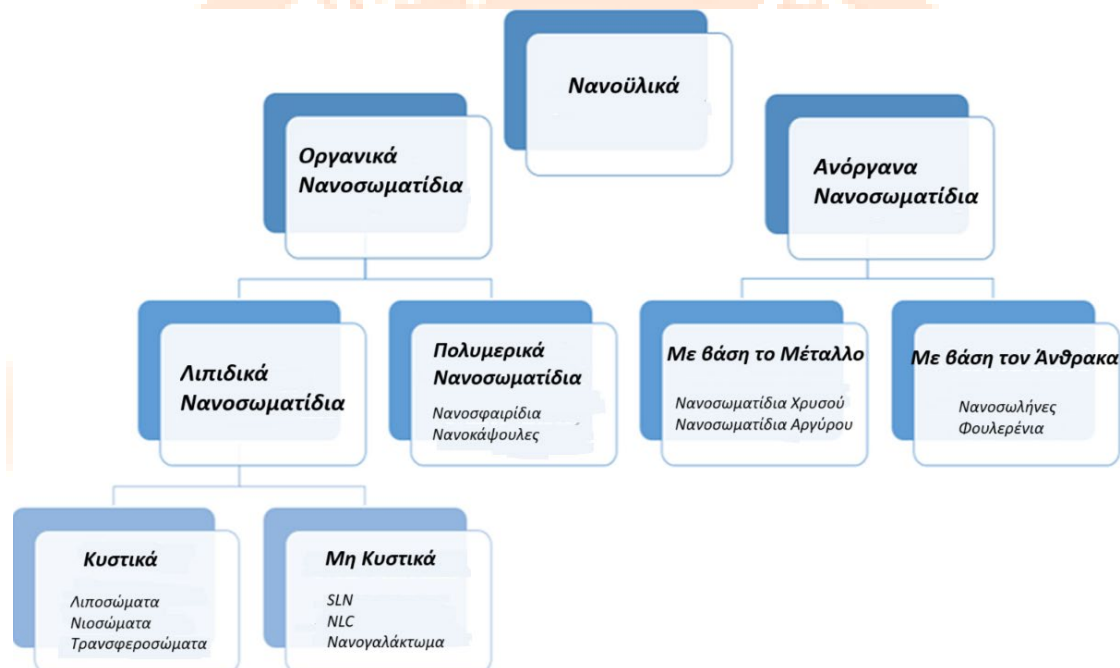 Νανοϋλικά
Οργανικά
Νανοσωματίδια
Ανόργανα
Νανοσωματίδια
Λιπιδικά
Νανοσωματίδια
Πολυμερικά
Νανοσωματίδια
Νανοσφαιρίδια
Νανοκάψουλες
Με βάση το Μέταλλο
Νανοσωματίδια Χρυσού
Νανοσωματίδια Αργύρου
Με βάση τον Άνθρακα
Νανοσωλήνες
Φουλερένια
Κυστικά
Λιποσώματα
Νιοσώματα
Τρανσφεροσώματα
Μη Κυστικά
SLN
NLC
Νανογαλάκτωμα